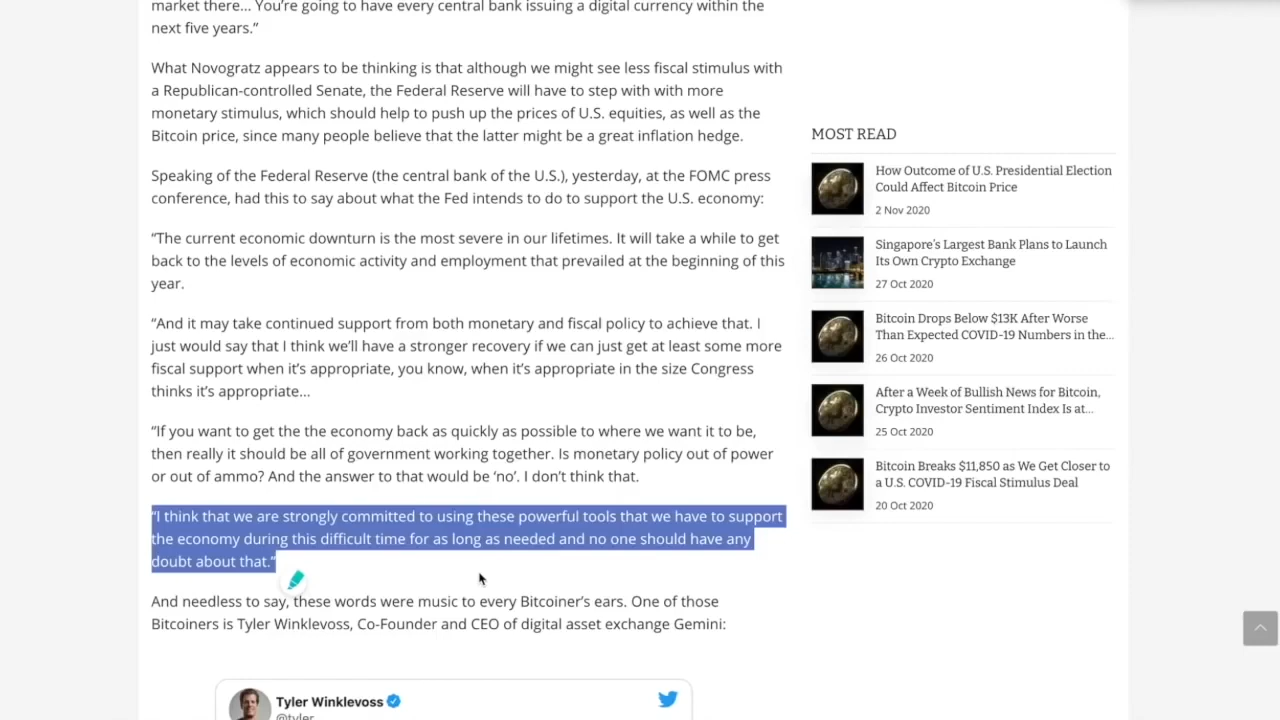 market there... You're going to have every central bank issuing a digital currency within the
next five years.”
What Novogratz appears to be thinking is that although we might see less fiscal stimulus with
a Republican-controlled Senate, the Federal Reserve will have to step with with more
monetary stimulus, which should help to push up the prices of U.S. equities, as well as the
Bitcoin price, since many people believe that the latter might be a great inflation hedge.
Speaking of the Federal Reserve (the central bank of the U.S.), yesterday, at the FOMC press
conference, had this to say about what the Fed intends to do to support the U.S. economy:
“The current economic downturn is the most severe in our lifetimes. It will take a while to get
back to the levels of economic activity and employment that prevailed at the beginning of this
year.
“And it may take continued support from both monetary and fiscal policy to achieve that. I
just would say that I think we’ll have a stronger recovery if we can just get at least some more
fiscal support when it’s appropriate, you know, when it’s appropriate in the size Congress
thinks it’s appropriate…
“If you want to get the the economy back as quickly as possible to where we want it to be,
then really it should be all of government working together. Is monetary policy out of power
or out of ammo? And the answer to that would be ‘no’. I don’t think that.
“I think that we are strongly committed to using these powerful tools that we have to support
the economy during this difficult time for as long as needed and no one should have any
doubt about that.”
And needless to say, these words were music to every Bitcoiner’s ears. One of those
Bitcoiners is Tyler Winklevoss, Co-Founder and CEO of digital asset exchange Gemini:
Tyler Winklevoss
@tyler
MOST READ
How Outcome of U.S. Presidential Election
Could Affect Bitcoin Price
2 Nov 2020
Singapore’s Largest Bank Plans to Launch
Its Own Crypto Exchange
27 Oct 2020
Bitcoin Drops Below $13K After Worse
Than Expected COVID-19 Numbers in the...
26 Oct 2020
After a Week of Bullish News for Bitcoin,
Crypto Investor Sentiment Index Is at...
25 Oct 2020
Bitcoin Breaks $11,850 as We Get Closer to
a U.S. COVID-19 Fiscal Stimulus Deal
20 Oct 2020